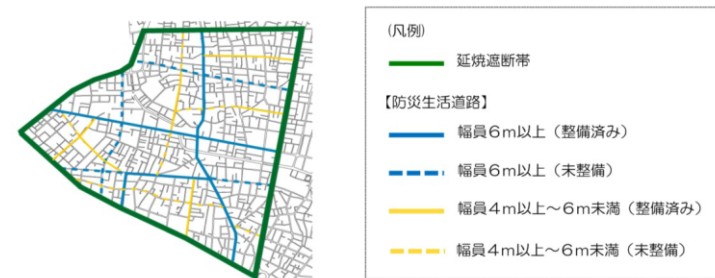 (凡例)
延焼遮断帯
【防災生活道路】
幅員6m以上(整備済み)
幅員6m以上(未整備)
幅員4m以上~6m未満(整備済み)
幅員4m以上~6m未満(未整備)